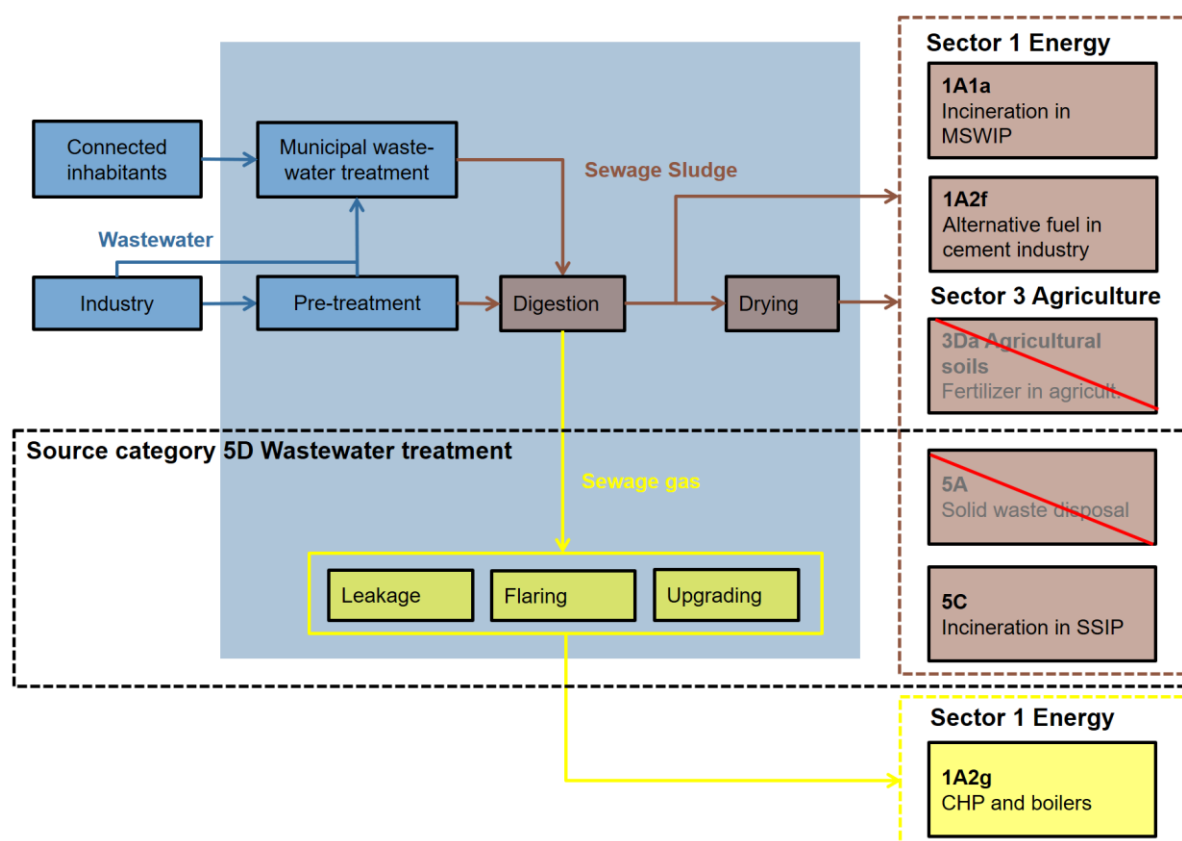 Sector 1 Energy
1A1a
Incineration in
MSWIP
Connected
inhabitants
Municipal waste-
water treatment
Sewage Sludge
1A2f
Alternative fuel in
cement industry
Wastewater
Industry
Pre-treatment
Digestion
Drying
Sector 3 Agriculture
3Da Agricultural
soils
Fertilizer in agricult.
Source category 5D Wastewater treatment
Sewage gas
5A
Solid waste disposal
Leakage
Flaring
Upgrading
5C
Incineration in SSIP
Sector 1 Energy
1A2g
CHP and boilers